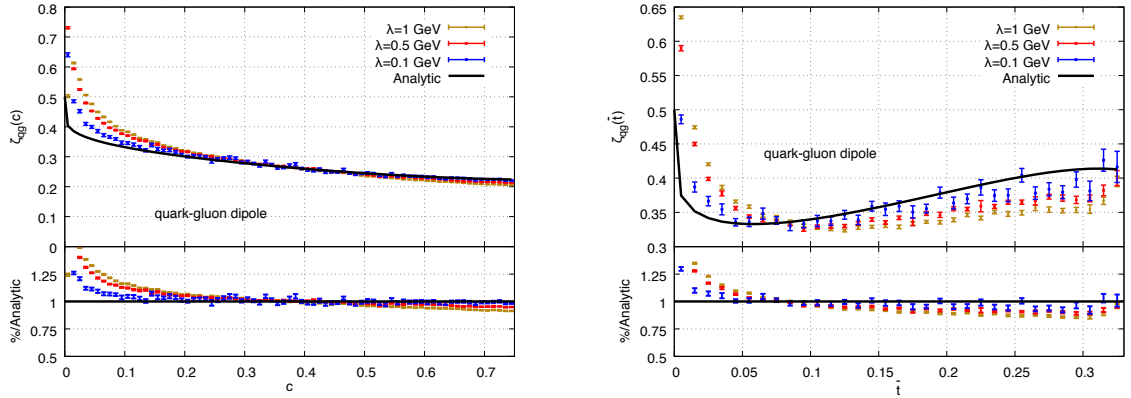 0.8
0.7
0.6
0.5
0.4
0.3
0.2
0.1
0
ζqg(c)
λ=1 GeV
λ=0.5 GeV
λ=0.1 GeV
Analytic
quark-gluon dipole
1.25
1
0.75
0.5
%/Analytic
0 0.1 0.2 0.3 0.4 0.5 0.6 0.7
c
0.65
0.6
0.55
0.5
0.45
0.4
0.35
0.3
ζqg(t̄)
λ=1 GeV
λ=0.5 GeV
λ=0.1 GeV
Analytic
quark-gluon dipole
1.25
1
0.75
0.5
%/Analytic
0 0.05 0.1 0.15 0.2 0.25 0.3
t̄